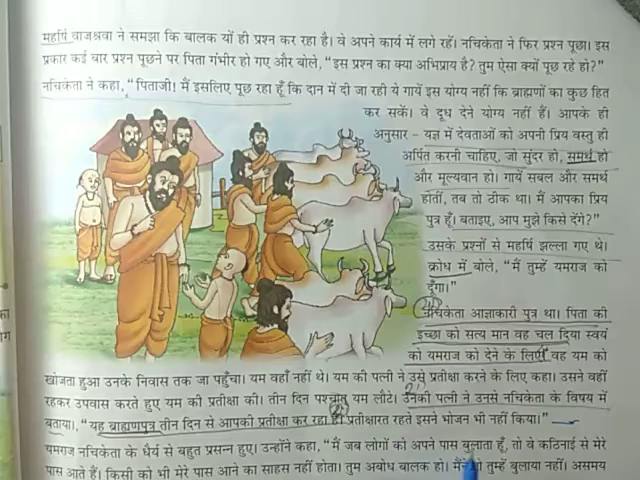 महर्षि वाजश्रवा ने समझा कि बालक यों ही प्रश्न कर रहा है। वे अपने कार्य में लगे रहें। नचिकेता ने फिर प्रश्न पूछा। इस
प्रकार कई बार प्रश्न पूछने पर पिता गंभीर हो गए और बोले, “इस प्रश्न का क्या अभिप्राय है? तुम ऐसा क्यों पूछ रहे हो?”
नचिकेता ने कहा, “पिताजी! मैं इसलिए पूछ रहा हूँ कि दान में दी जा रही ये गायें इस योग्य नहीं कि ब्राह्मणों का कुछ हित
कर सकें। वे दूध देने योग्य नहीं हैं। आपके ही
अनुसार – यज्ञ में देवताओं को अपनी प्रिय वस्तु ही
अर्पित करनी चाहिए, जो सुंदर हो, समर्थ हो
और मूल्यवान हो। गायें सबल और समर्थ
होतीं, तब तो ठीक था। मैं आपका प्रिय
पुत्र हूँ। बताइए, आप मुझे किसे देंगे?”
उसके प्रश्नों से महर्षि झल्ला गए थे।
क्रोध में बोले, “मैं तुम्हें यमराज को
दूँगा।”
नचिकेता आज्ञाकारी पुत्र था। पिता की
इच्छा को सत्य मान वह चल दिया स्वयं
को यमराज को देने के लिए। वह यम को
खोजता हुआ उनके निवास तक जा पहुँचा। यम वहाँ नहीं थे। यम की पत्नी ने उसे प्रतीक्षा करने के लिए कहा। उसने वहीं
रहकर उपवास करते हुए यम की प्रतीक्षा की। तीन दिन पश्चात् यम लौटे। उनकी पत्नी ने उनसे नचिकेता के विषय में
बताया, “यह ब्राह्मणपुत्र तीन दिन से आपकी प्रतीक्षा कर रहा है। प्रतीक्षारत रहते इसने भोजन भी नहीं किया।”
यमराज नचिकेता के धैर्य से बहुत प्रसन्न हुए। उन्होंने कहा, “मैं जब लोगों को अपने पास बुलाता हूँ, तो वे कठिनाई से मेरे
पास आते हैं। किसी को भी मेरे पास आने का साहस नहीं होता। तुम अबोध बालक हो। मैंने तो तुम्हें बुलाया नहीं। असमय